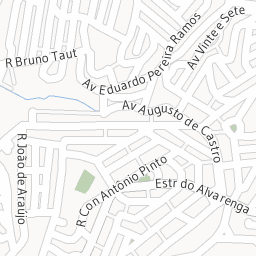 R Bruno Taut
Av Eduardo Pereira Ramos
Av Vinte e Sete
Av Augusto de Castro
R João de Araújo
R Con Antônio Pinto
Estr do Alvarenga